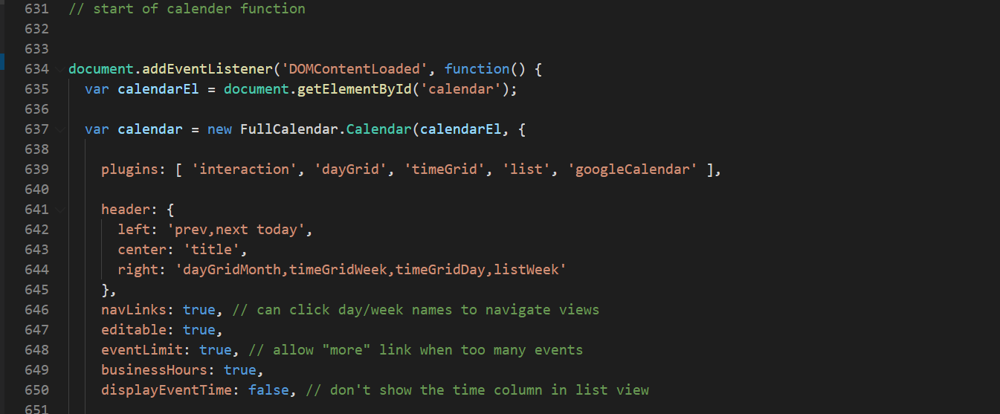 631 // start of calender function
632
633
634 document.addEventListener('DOMContentLoaded', function() {
635 var calendarEl = document.getElementById('calendar');
636
637 var calendar = new FullCalendar.Calendar(calendarEl, {
638
639 plugins: [ 'interaction', 'dayGrid', 'timeGrid', 'list', 'googleCalendar' ],
640
641 header: {
642 left: 'prev,next today',
643 center: 'title',
644 right: 'dayGridMonth,timeGridWeek,timeGridDay,listWeek'
645 },
646 navLinks: true, // can click day/week names to navigate views
647 editable: true,
648 eventLimit: true, // allow "more" link when too many events
649 businessHours: true,
650 displayEventTime: false, // don't show the time column in list view
651